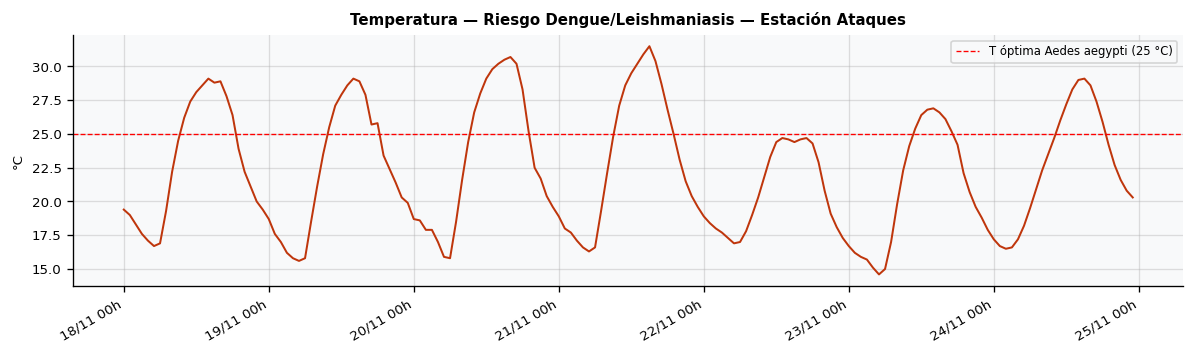 Temperatura — Riesgo Dengue/Leishmaniasis — Estación Ataques
T óptima Aedes aegypti (25 °C)
°C
30.0
27.5
25.0
22.5
20.0
17.5
15.0
18/11 00h
19/11 00h
20/11 00h
21/11 00h
22/11 00h
23/11 00h
24/11 00h
25/11 00h